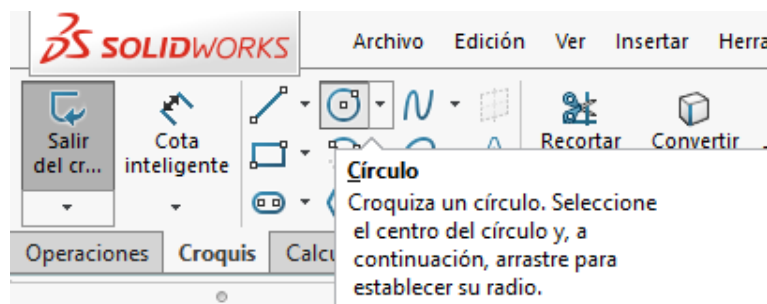 SOLIDWORKS
Archivo Edición Ver Insertar Herra
Salir
del cr...
Cota
inteligente
Recortar
Convertir
Círculo
Croquiza un círculo. Seleccione
el centro del círculo y, a
continuación, arrastre para
establecer su radio.
Operaciones Croquis Calcu